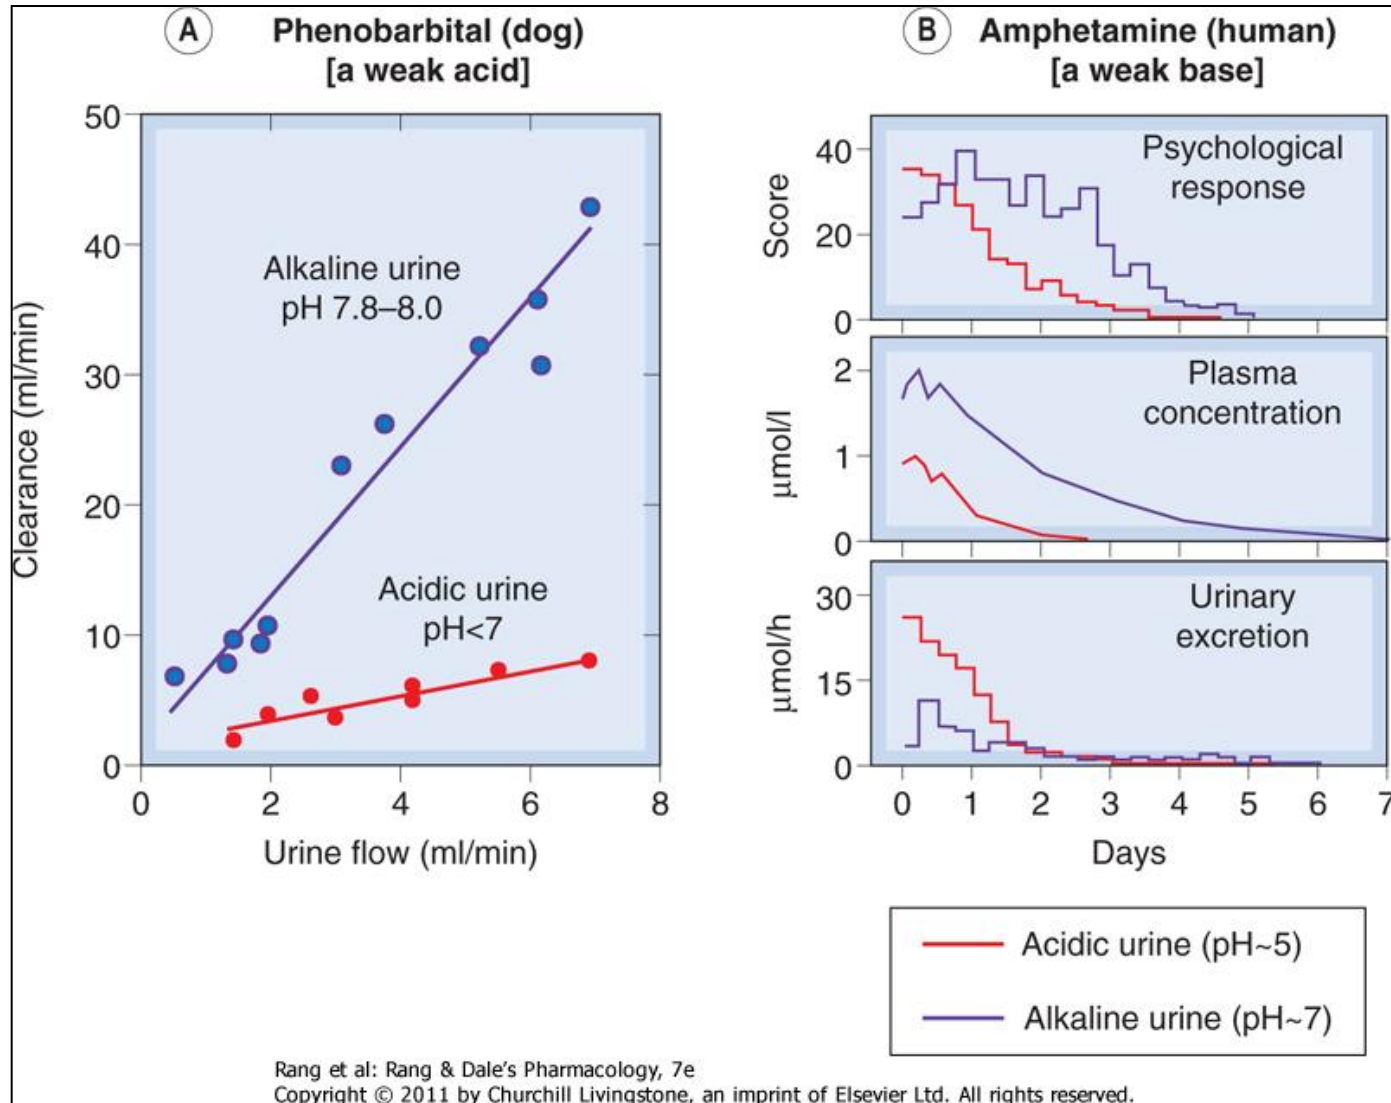 A
Phenobarbital (dog)
[a weak acid]
50
40
30
20
10
0
Clearance (ml/min)
Alkaline urine
pH 7.8–8.0
Acidic urine
pH<7
0 2 4 6 8
Urine flow (ml/min)
B
Amphetamine (human)
[a weak base]
Score
40
20
0
Psychological
response
µmol/l
2
1
0
Plasma
concentration
µmol/h
30
15
0
Urinary
excretion
0 1 2 3 4 5 6 7
Days
Acidic urine (pH~5)
Alkaline urine (pH~7)
Rang et al: Rang & Dale's Pharmacology, 7e
Copyright © 2011 by Churchill Livingstone, an imprint of Elsevier Ltd. All rights reserved.